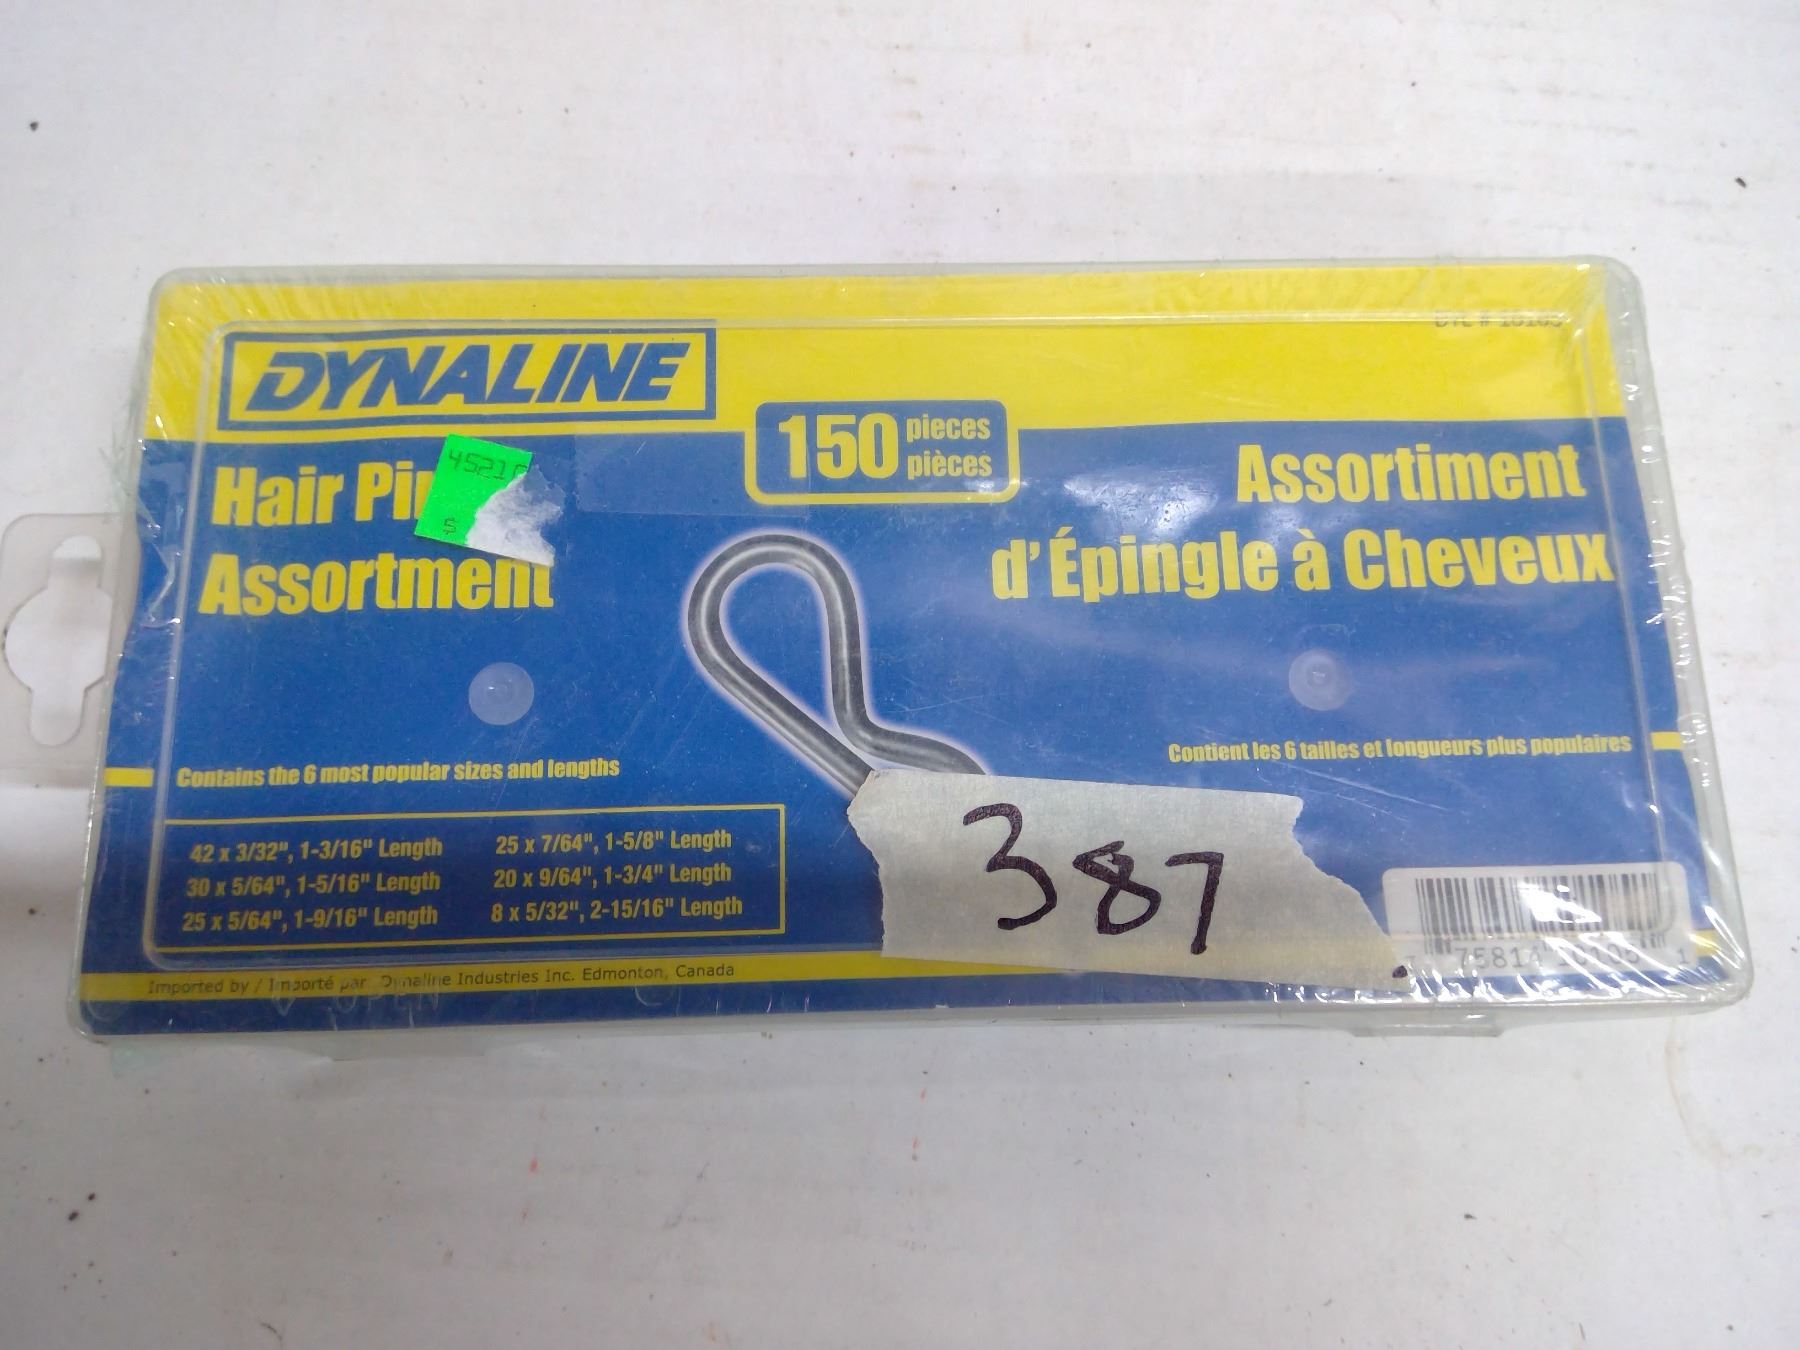 DYNALINE
150 pieces
pièces
Hair
Assortment
4521
$
Assortiment
d'Épingle à Cheveux
Contains the 6 most popular sizes and lengths
Contient les 6 tailles et longueurs plus populaires
42 x 3/32", 1-3/16" Length
30 x 5/64", 1-5/16" Length
25 x 5/64", 1-9/16" Length
25 x 7/64", 1-5/8" Length
20 x 9/64", 1-3/4" Length
8 x 5/32", 2-15/16" Length
387
Imported by / Importé par Dynaline Industries Inc. Edmonton, Canada
OPEN